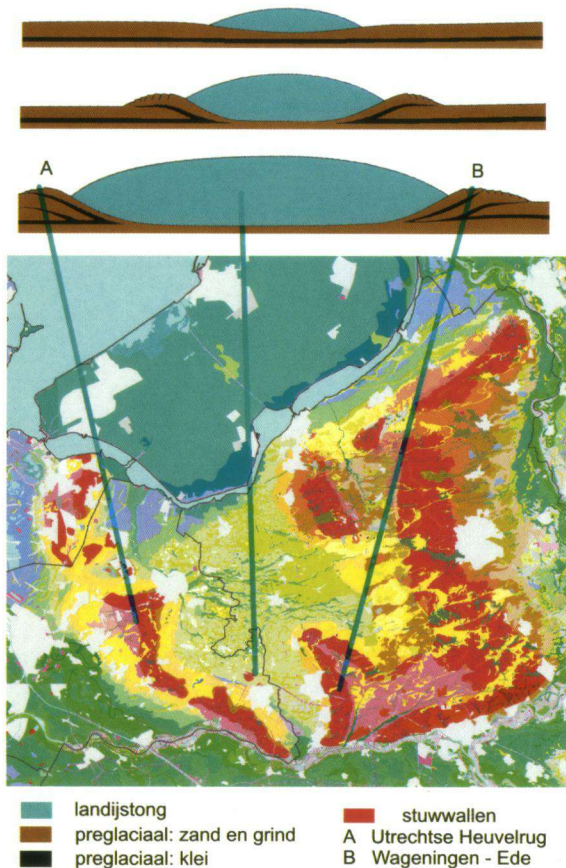 A
B
landijstong
preglaciaal: zand en grind
preglaciaal: klei
stuwwallen
A Utrechtse Heuvelrug
B Wageningen - Ede